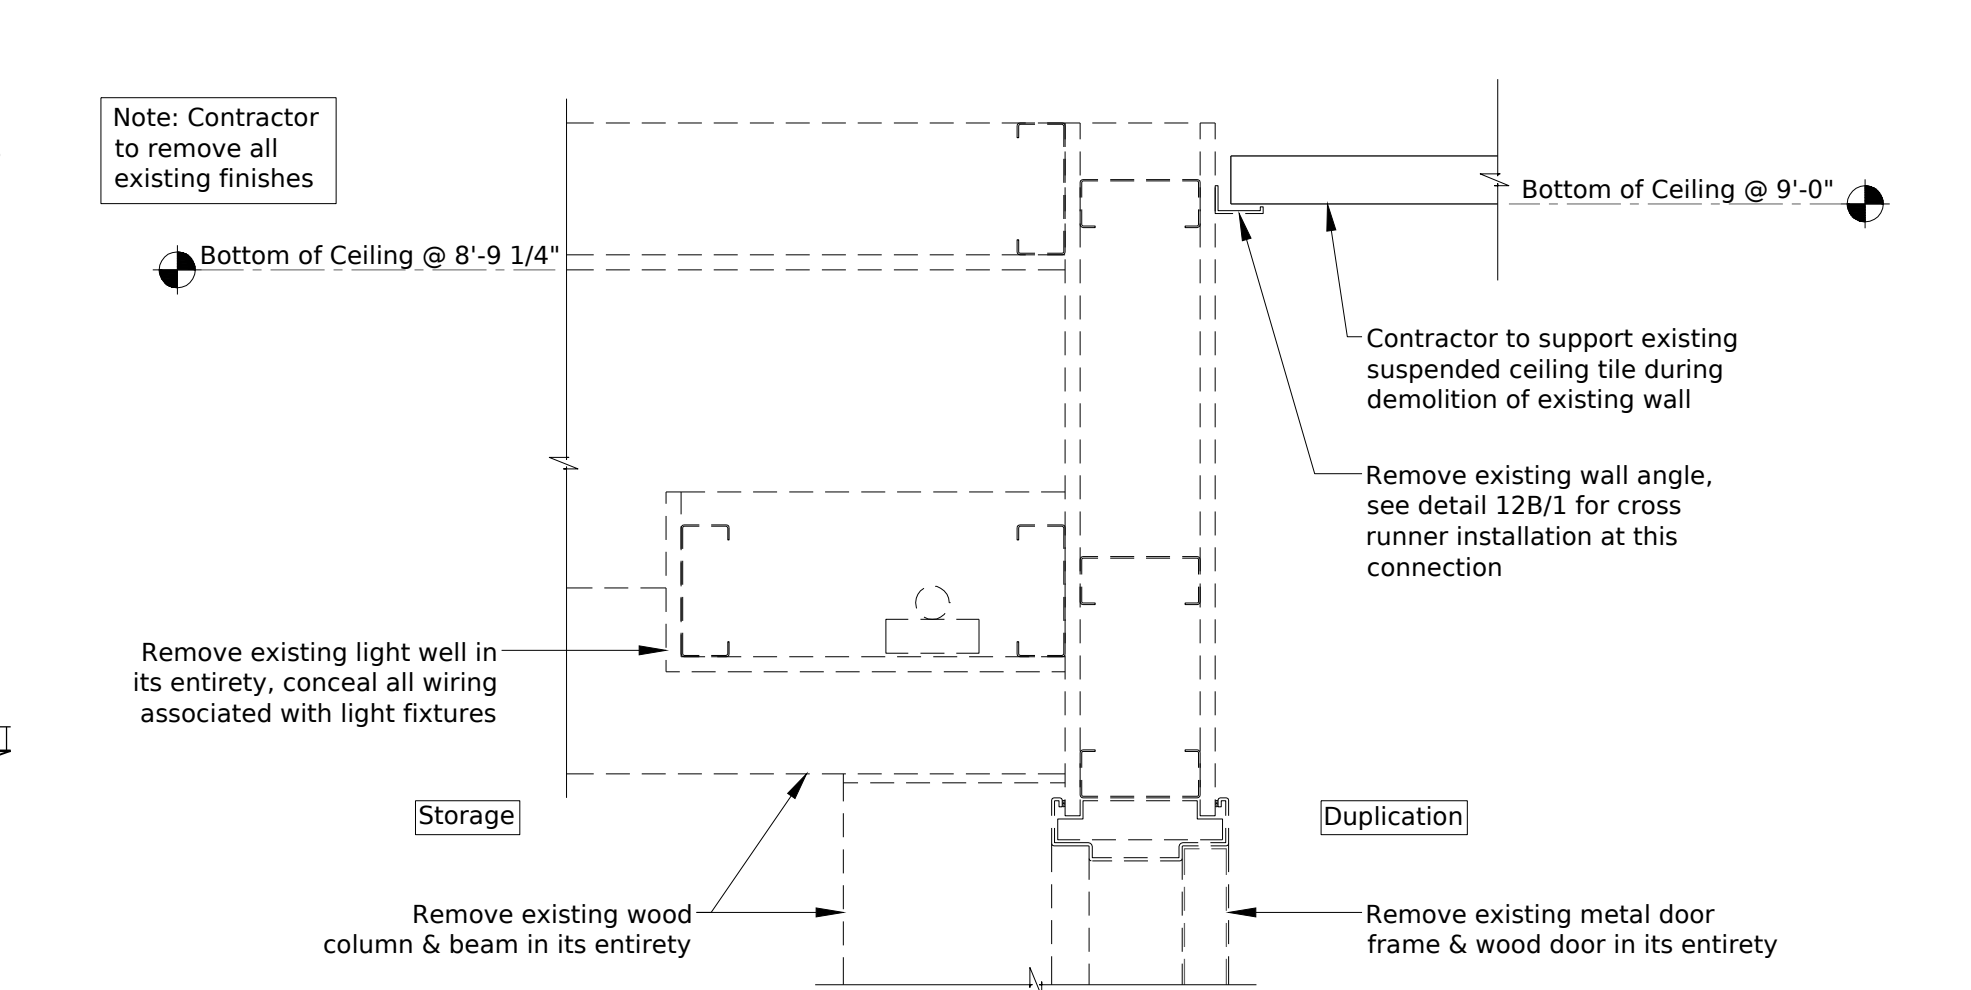 Note: Contractor
to remove all
existing finishes
Bottom of Ceiling @ 8'-9 1/4"
Bottom of Ceiling @ 9'-0"
Contractor to support existing
suspended ceiling tile during
demolition of existing wall
Remove existing wall angle,
see detail 12B/1 for cross
runner installation at this
connection
Remove existing light well in
its entirety, conceal all wiring
associated with light fixtures
Storage
Duplication
Remove existing wood
column & beam in its entirety
Remove existing metal door
frame & wood door in its entirety